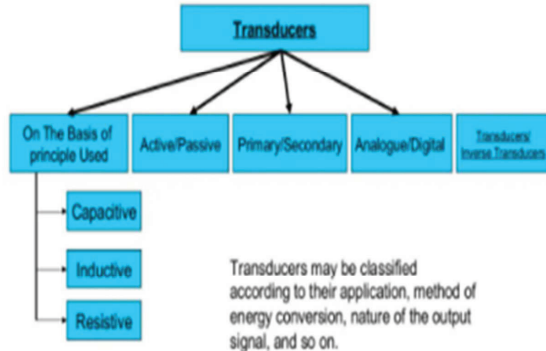 Transducers
On The Basis of
principle Used
Active/Passive
Primary/Secondary
Analogue/Digital
Transducers/
Inverse Transducers
Capacitive
Inductive
Resistive
Transducers may be classified
according to their application, method of
energy conversion, nature of the output
signal, and so on.